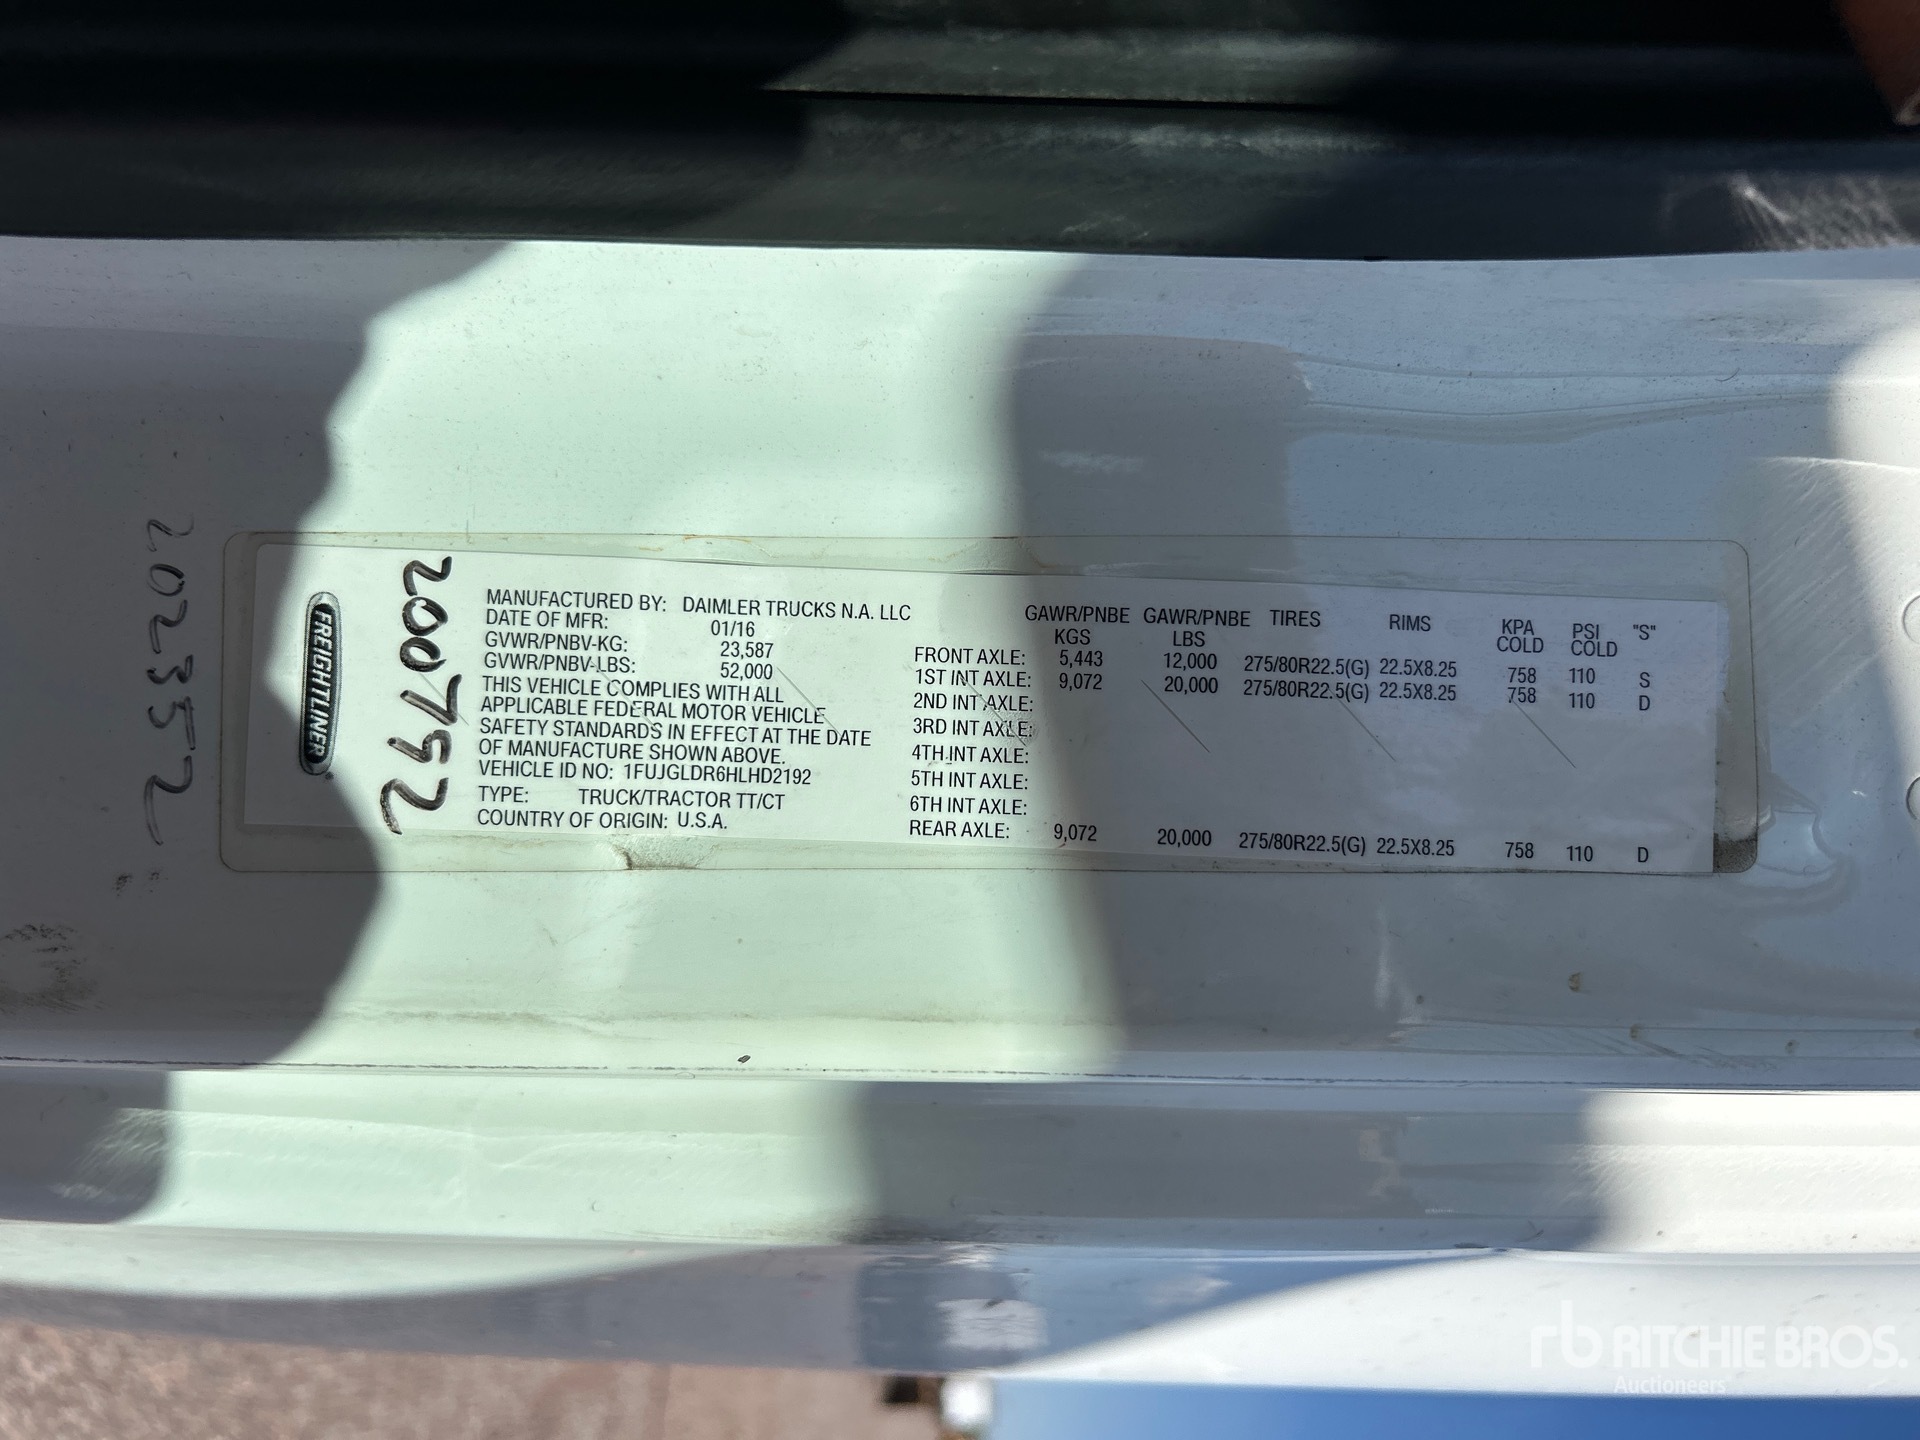 202352
FREIGHTLINER
200752
MANUFACTURED BY: DAIMLER TRUCKS N.A. LLC
DATE OF MFR: 01/16
GVWR/PNBV-KG: 23,587
GVWR/PNBV-LBS: 52,000
THIS VEHICLE COMPLIES WITH ALL
APPLICABLE FEDERAL MOTOR VEHICLE
SAFETY STANDARDS IN EFFECT AT THE DATE
OF MANUFACTURE SHOWN ABOVE.
VEHICLE ID NO: 1FUJGLDR6HLHD2192
TYPE: TRUCK/TRACTOR TT/CT
COUNTRY OF ORIGIN: U.S.A.
GAWR/PNBE GAWR/PNBE TIRES RIMS KPA PSI "S"
KGS LBS COLD COLD
FRONT AXLE: 5,443 12,000 275/80R22.5(G) 22.5X8.25 758 110 S
1ST INT AXLE: 9,072 20,000 275/80R22.5(G) 22.5X8.25 758 110 D
2ND INT AXLE:
3RD INT AXLE:
4TH INT AXLE:
5TH INT AXLE:
6TH INT AXLE:
REAR AXLE: 9,072 20,000 275/80R22.5(G) 22.5X8.25 758 110 D
rb RITCHIE BROS.
Auctioneers